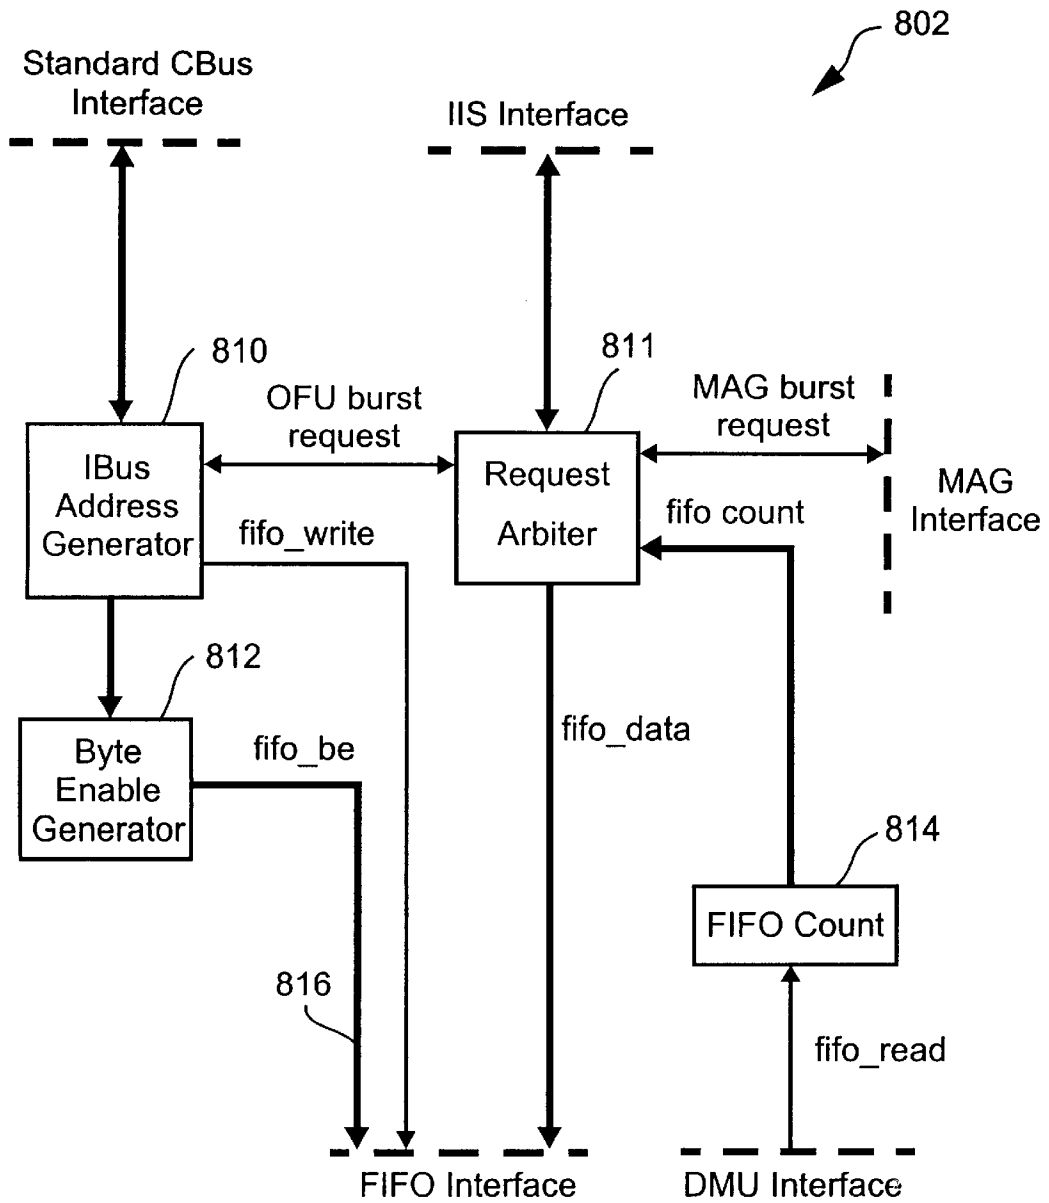 802
Standard CBus
Interface
IIS Interface
810
811
OFU burst
request
MAG burst
request
IBus
Address
Generator
Request
Arbiter
MAG
Interface
fifo_write
fifo count
812
Byte
Enable
Generator
fifo_be
fifo_data
814
FIFO Count
816
fifo_read
FIFO Interface
DMU Interface